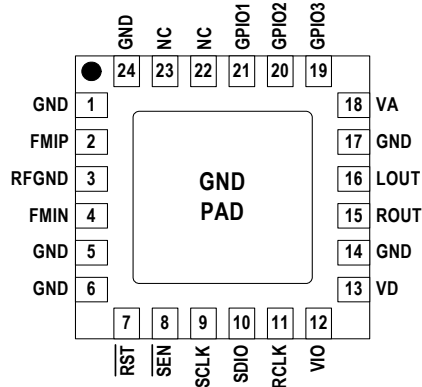 GND
NC
NC
GPIO1
GPIO2
GPIO3
24 23 22 21 20 19
GND 1
FMIP 2
RFGND 3
FMIN 4
GND 5
GND 6
GND
PAD
18 VA
17 GND
16 LOUT
15 ROUT
14 GND
13 VD
7 8 9 10 11 12
RST
SEN
SCLK
SDIO
RCLK
VIO